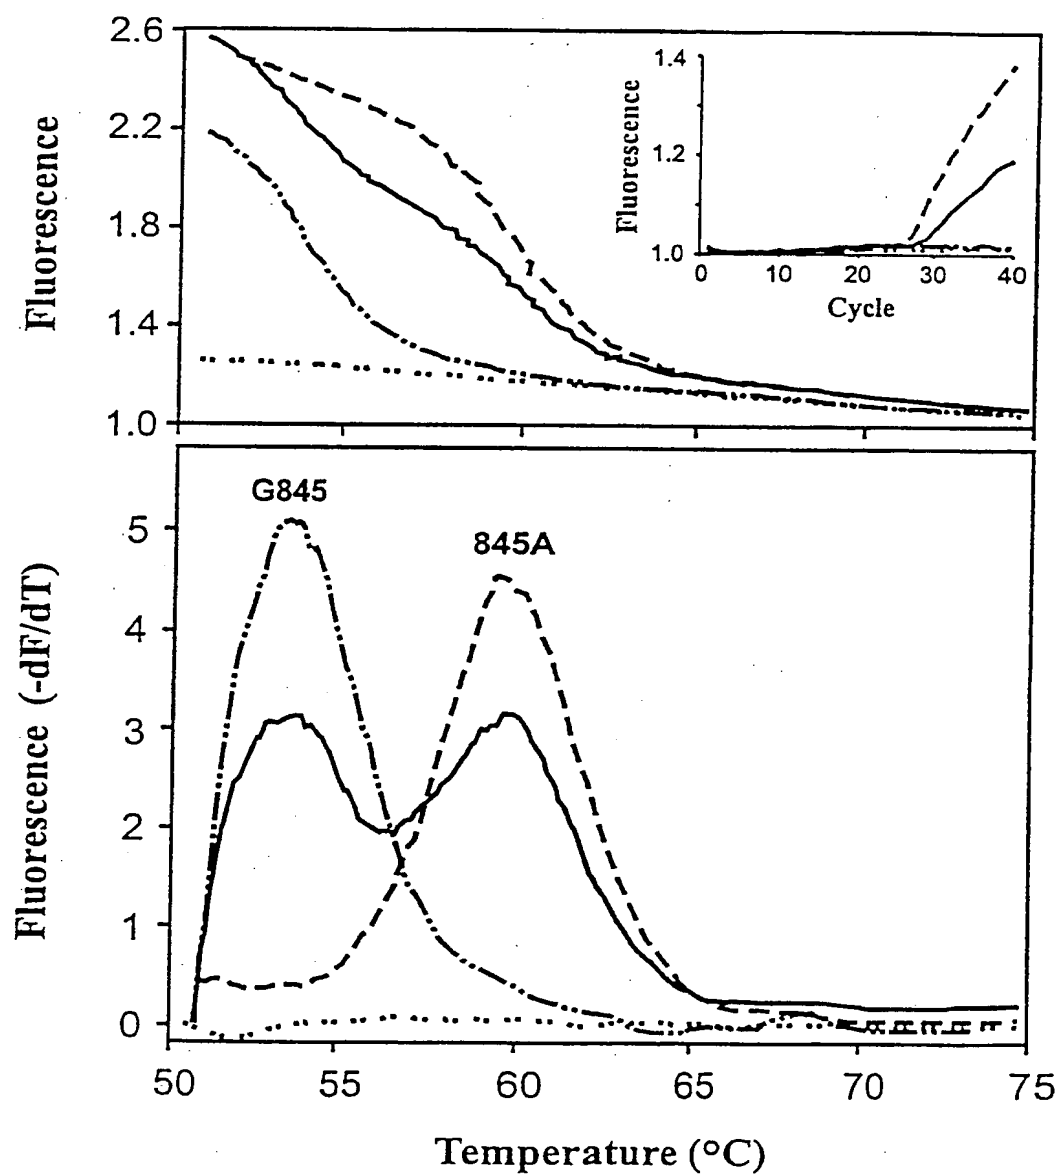 2.6
2.2
1.8
1.4
1.0
Fluorescence
1.4
1.2
1.0
Fluorescence
0 10 20 30 40
Cycle
G845
845A
5
4
3
2
1
0
Fluorescence (-dF/dT)
50 55 60 65 70 75
Temperature (°C)